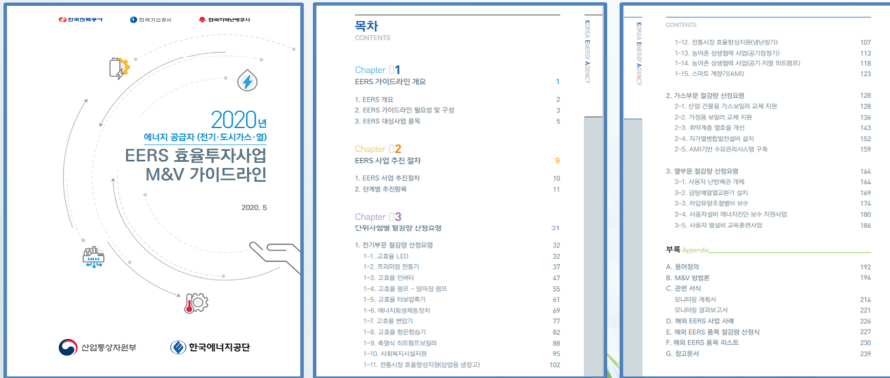 한국전력공사 한국가스공사 한국지역난방공사
2020년
에너지 공급자 (전기·도시가스·열)
EERS 효율투자사업
M&V 가이드라인
2020. 5
산업통상자원부 한국에너지공단
목차
CONTENTS
Chapter 01
EERS 가이드라인 개요 1
1. EERS 개요 2
2. EERS 가이드라인 필요성 및 구성 3
3. EERS 대상사업 품목 5
Chapter 02
EERS 사업 추진 절차 9
1. EERS 사업 추진절차 10
2. 단계별 추진항목 11
Chapter 03
단위사업별 절감량 산정요령 31
1. 전기부문 절감량 산정요령 32
1-1. 고효율 LED 32
1-2. 프리미엄 전동기 37
1-3. 고효율 인버터 47
1-4. 고효율 펌프 - 양어장 펌프 55
1-5. 고효율 터보압축기 61
1-6. 에너지회생제동장치 69
1-7. 고효율 변압기 77
1-8. 고효율 항온항습기 82
1-9. 축열식 히트펌프보일러 88
1-10. 사회복지시설지원 95
1-11. 전통시장 효율향상지원(상업용 냉장고) 102
KOREA ENERGY AGENCY
CONTENTS
1-12. 전통시장 효율향상지원(냉난방기) 107
1-13. 농어촌 상생협력 사업(공기청정기) 113
1-14. 농어촌 상생협력 사업(공기·지열 히트펌프) 118
1-15. 스마트 계량기(AMI) 123
2. 가스부문 절감량 산정요령 128
2-1. 산업·건물용 가스보일러 교체 지원 128
2-2. 가정용 보일러 교체 지원 136
2-3. 취약계층 열효율 개선 143
2-4. 자가열병합발전설비 설치 152
2-5. AMI기반 수요관리시스템 구축 159
3. 열부문 절감량 산정요령 164
3-1. 사용자 난방배관 개체 164
3-2. 급탕예열열교환기 설치 169
3-3. 차압유량조절밸브 보수 174
3-4. 사용자설비 에너지진단·보수 지원사업 180
3-5. 사용자 열설비 교육훈련사업 186
부록 Appendix
A. 용어정의 192
B. M&V 방법론 194
C. 관련 서식
모니터링 계획서 214
모니터링 결과보고서 221
D. 해외 EERS 사업 사례 226
E. 해외 EERS 품목 절감량 산정식 227
F. 해외 EERS 품목 리스트 230
G. 참고문서 239
KOREA ENERGY AGENCY